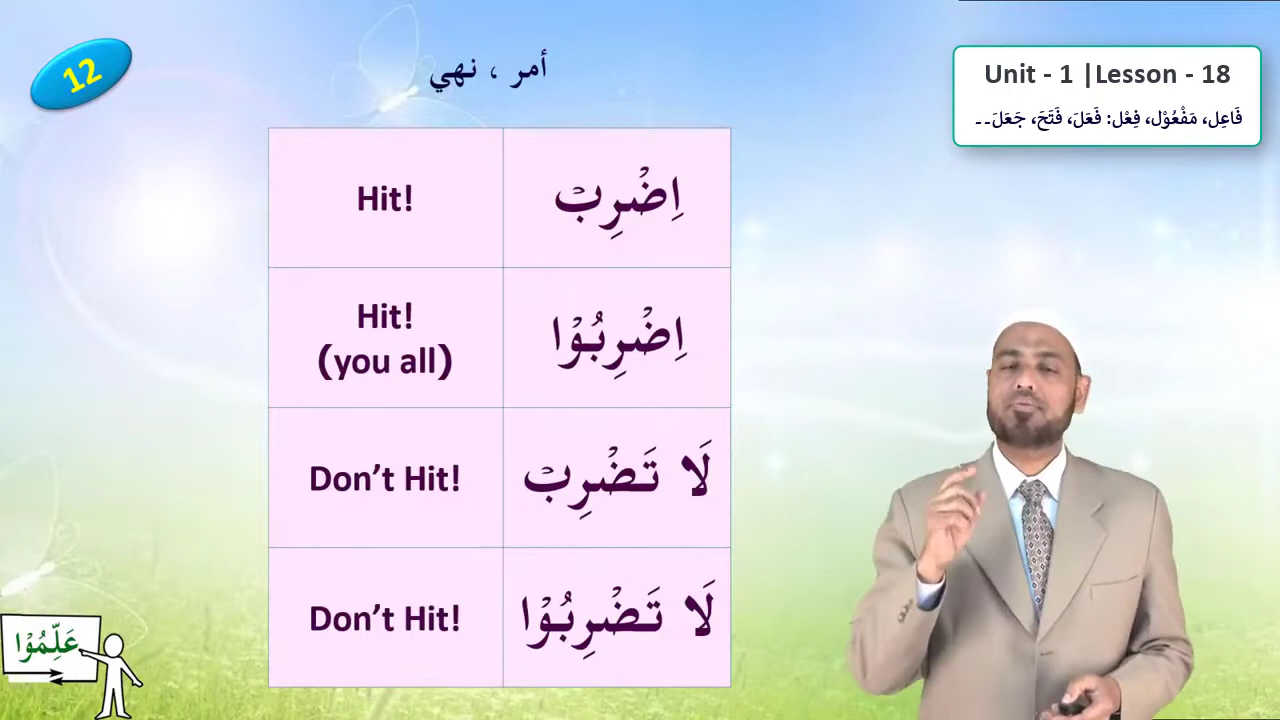 12
أمر ، نهي
Unit - 1 |Lesson - 18
فَاعِل، مَفْعُوْل، فِعْل: فَعَلَ، فَتَحَ، جَعَلَ۔۔
Hit!
اِضْرِبْ
Hit!
(you all)
اِضْرِبُوْا
Don’t Hit!
لَا تَضْرِبْ
Don’t Hit!
لَا تَضْرِبُوْا
عَلِّمُوْا